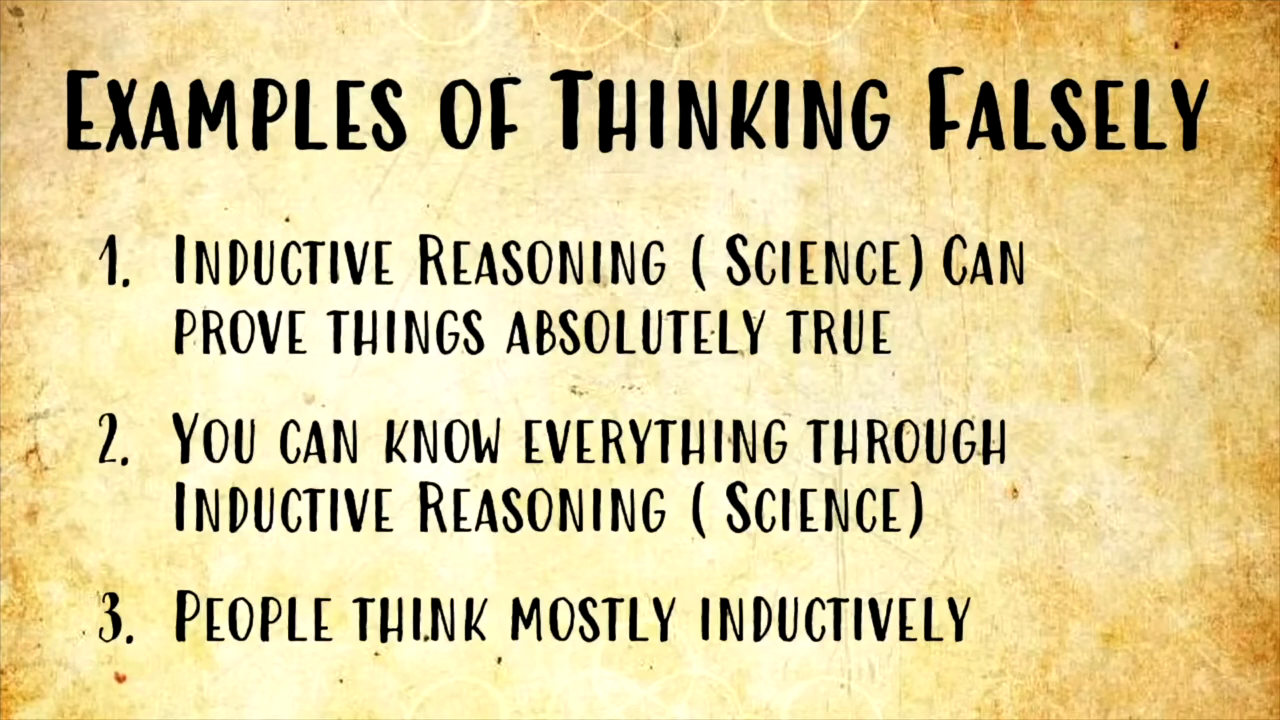 Examples of Thinking Falsely
1. Inductive Reasoning ( Science) Can
prove things absolutely true
2. You can know everything through
Inductive Reasoning ( Science)
3. People think mostly inductively